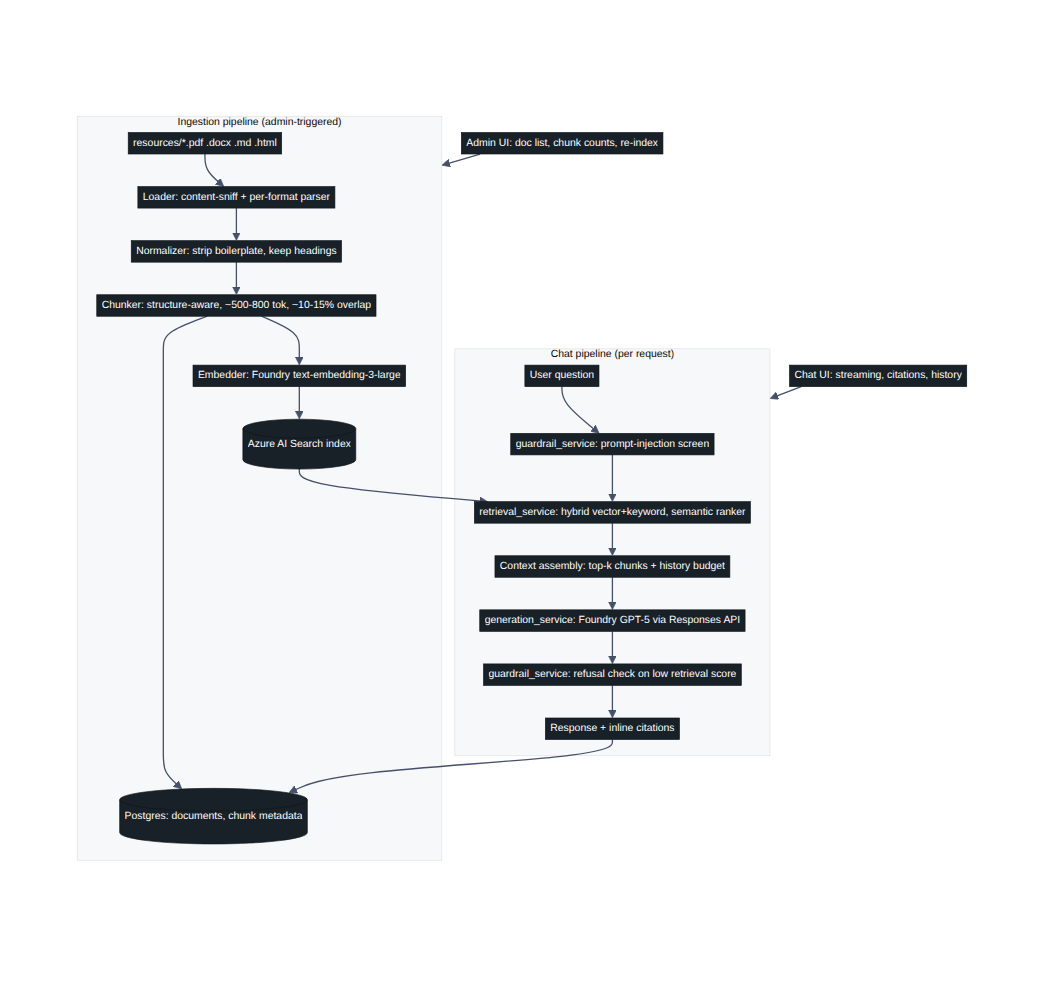 Ingestion pipeline (admin-triggered)
resources/*.pdf .docx .md .html
Admin UI: doc list, chunk counts, re-index
Loader: content-sniff + per-format parser
Normalizer: strip boilerplate, keep headings
Chunker: structure-aware, ~500-800 tok, ~10-15% overlap
Embedder: Foundry text-embedding-3-large
Azure AI Search index
Chat pipeline (per request)
User question
Chat UI: streaming, citations, history
guardrail_service: prompt-injection screen
retrieval_service: hybrid vector+keyword, semantic ranker
Context assembly: top-k chunks + history budget
generation_service: Foundry GPT-5 via Responses API
guardrail_service: refusal check on low retrieval score
Response + inline citations
Postgres: documents, chunk metadata